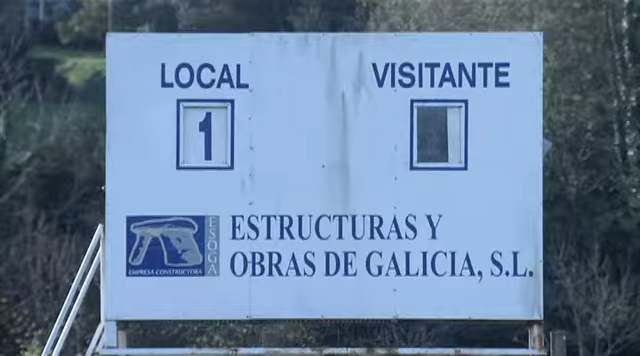 LOCAL VISITANTE
1
ESTRUCTURAS Y
OBRAS DE GALICIA, S.L.
ESOGA
EMPRESA CONSTRUCTORA